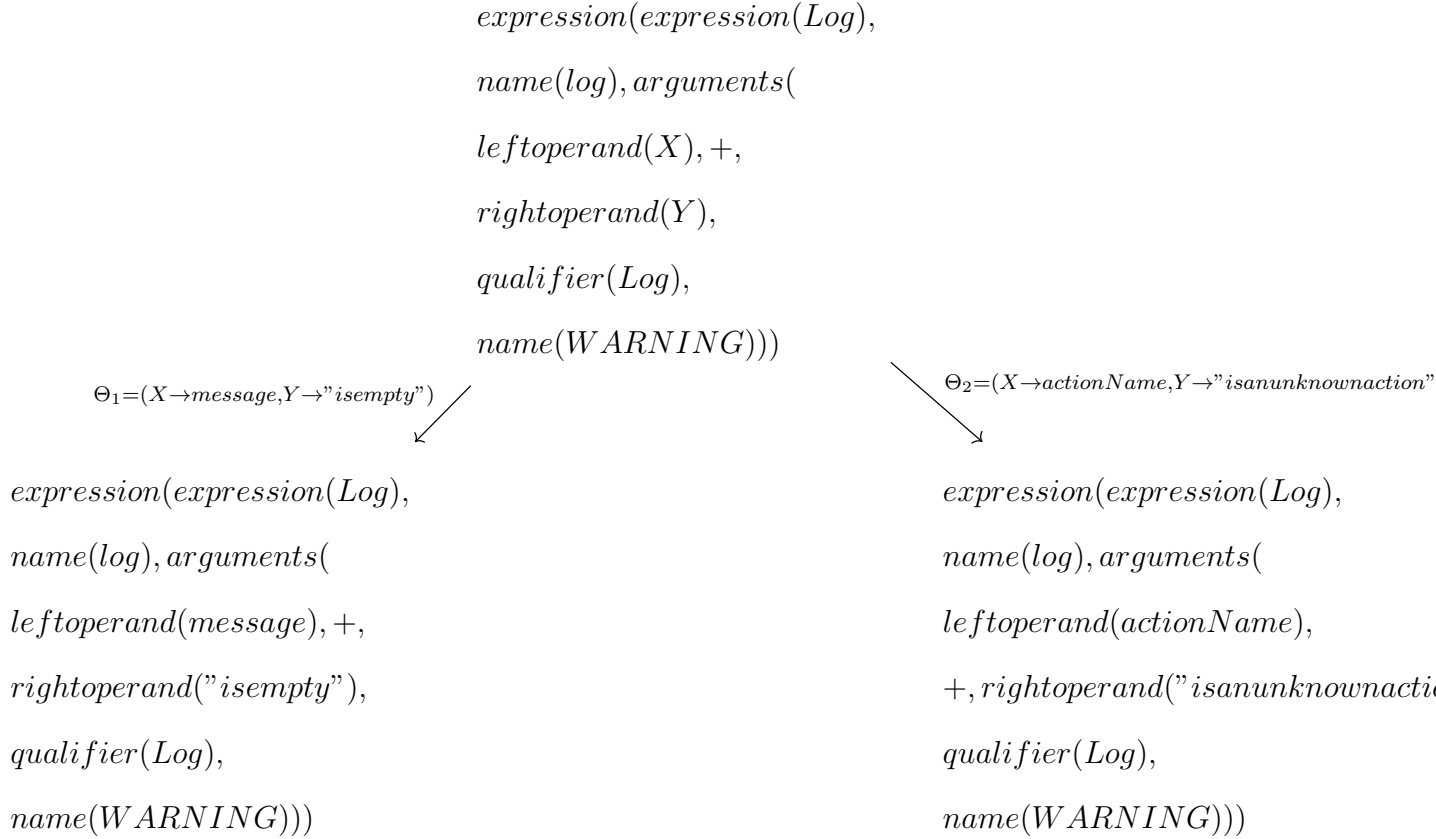 expression(expression(Log),
name(log), arguments(
leftoperand(X), +,
rightoperand(Y),
qualifier(Log),
name(WARNING)))
Θ₁=(X→message,Y→”isempty”)
Θ₂=(X→actionName,Y→”isanunknownaction”
expression(expression(Log),
name(log), arguments(
leftoperand(message), +,
rightoperand(”isempty”),
qualifier(Log),
name(WARNING)))
expression(expression(Log),
name(log), arguments(
leftoperand(actionName),
+, rightoperand(”isanunknownacti
qualifier(Log),
name(WARNING)))